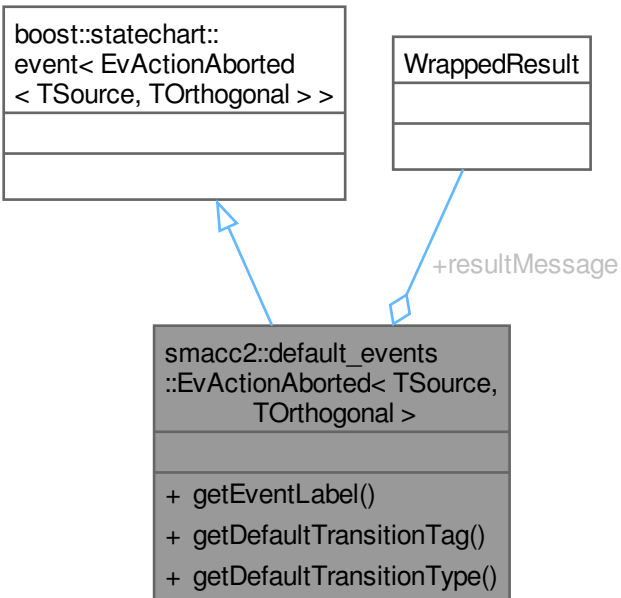 boost::statechart::
event< EvActionAborted
< TSource, TOrthogonal > >
WrappedResult
+resultMessage
smacc2::default_events
::EvActionAborted< TSource,
TOrthogonal >
+ getEventLabel()
+ getDefaultTransitionTag()
+ getDefaultTransitionType()